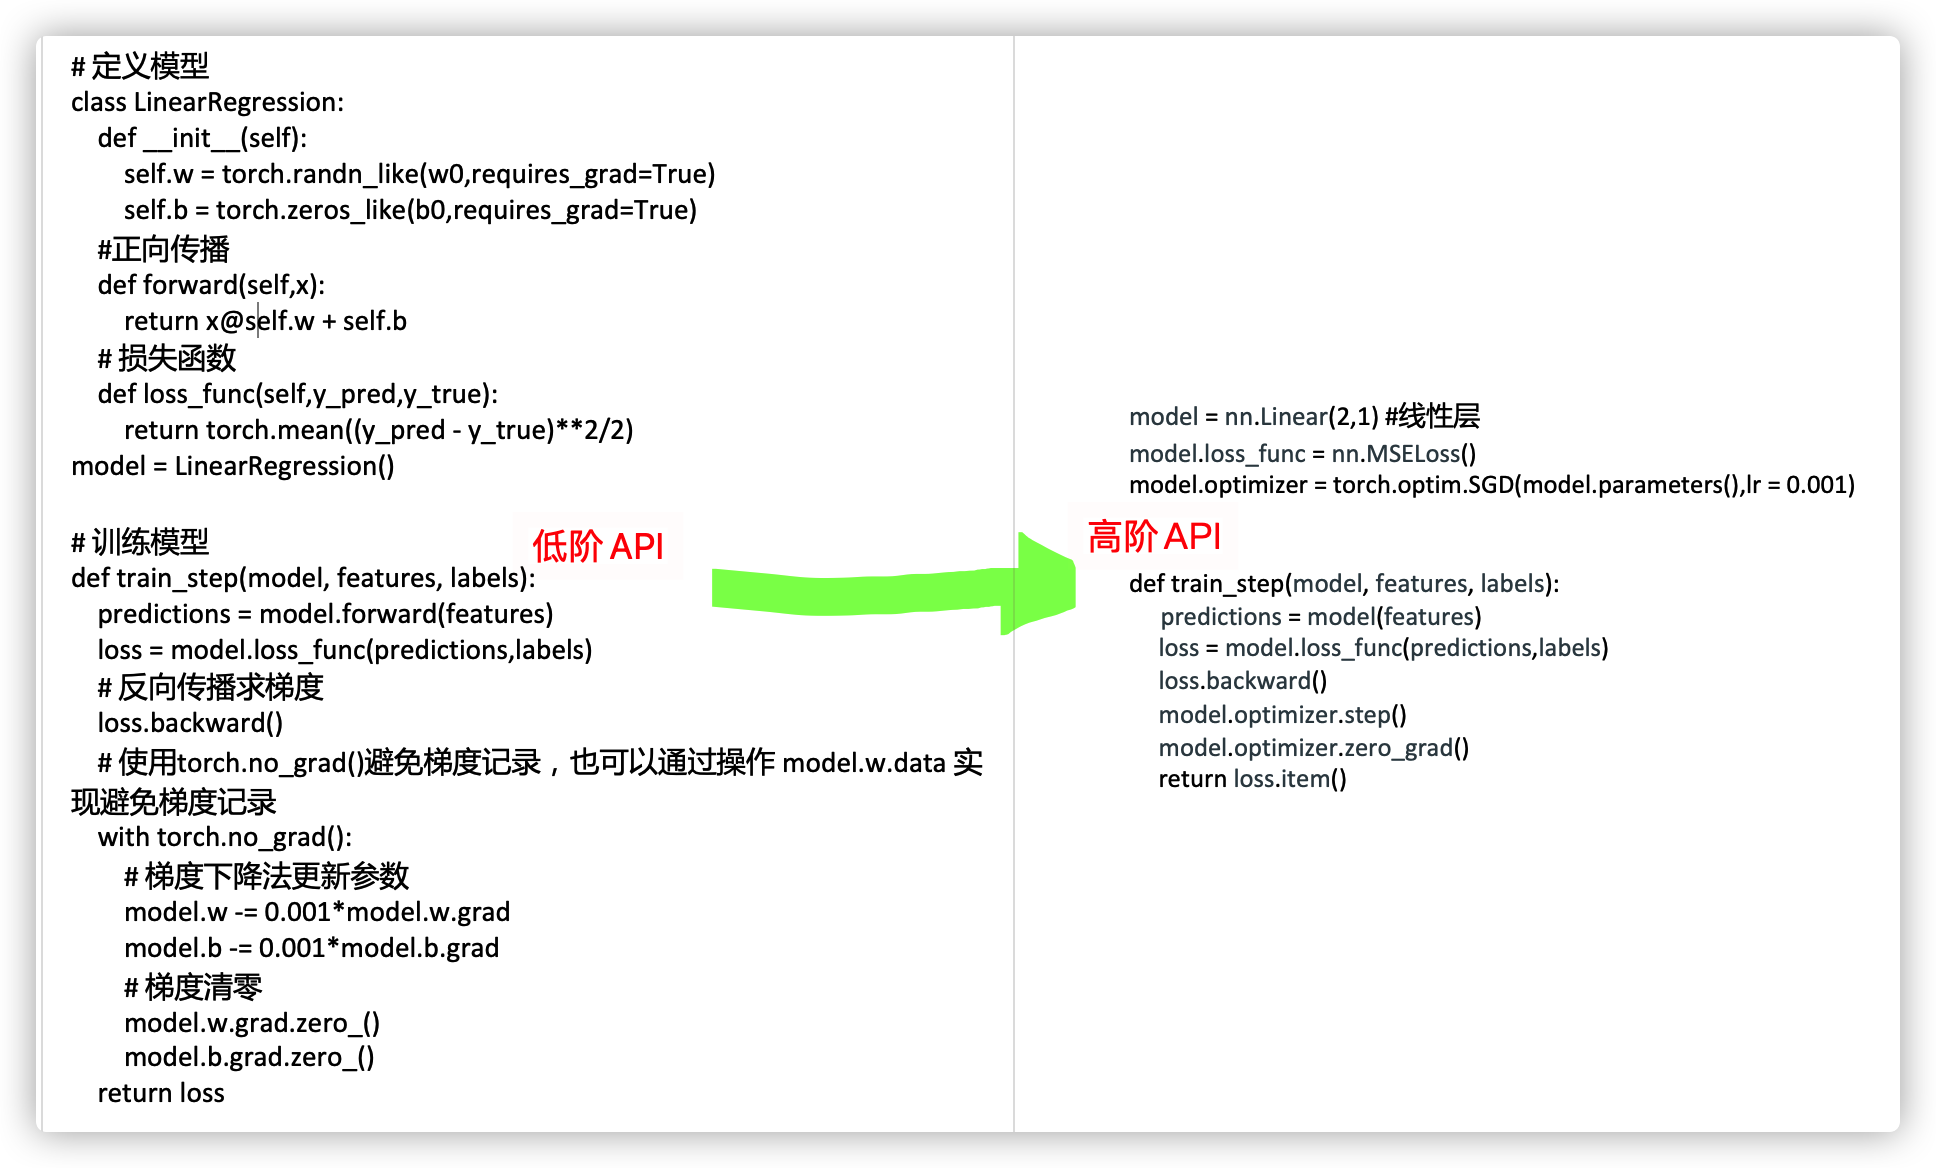 # 定义模型
class LinearRegression:
def __init__(self):
self.w = torch.randn_like(w0,requires_grad=True)
self.b = torch.zeros_like(b0,requires_grad=True)
#正向传播
def forward(self,x):
return x@self.w + self.b
# 损失函数
def loss_func(self,y_pred,y_true):
return torch.mean((y_pred - y_true)**2/2)
model = LinearRegression()
# 训练模型
def train_step(model, features, labels):
predictions = model.forward(features)
loss = model.loss_func(predictions,labels)
# 反向传播求梯度
loss.backward()
# 使用torch.no_grad()避免梯度记录，也可以通过操作 model.w.data 实
现避免梯度记录
with torch.no_grad():
# 梯度下降法更新参数
model.w -= 0.001*model.w.grad
model.b -= 0.001*model.b.grad
# 梯度清零
model.w.grad.zero_()
model.b.grad.zero_()
return loss
低阶 API
高阶 API
model = nn.Linear(2,1) #线性层
model.loss_func = nn.MSELoss()
model.optimizer = torch.optim.SGD(model.parameters(),lr = 0.001)
def train_step(model, features, labels):
predictions = model(features)
loss = model.loss_func(predictions,labels)
loss.backward()
model.optimizer.step()
model.optimizer.zero_grad()
return loss.item()